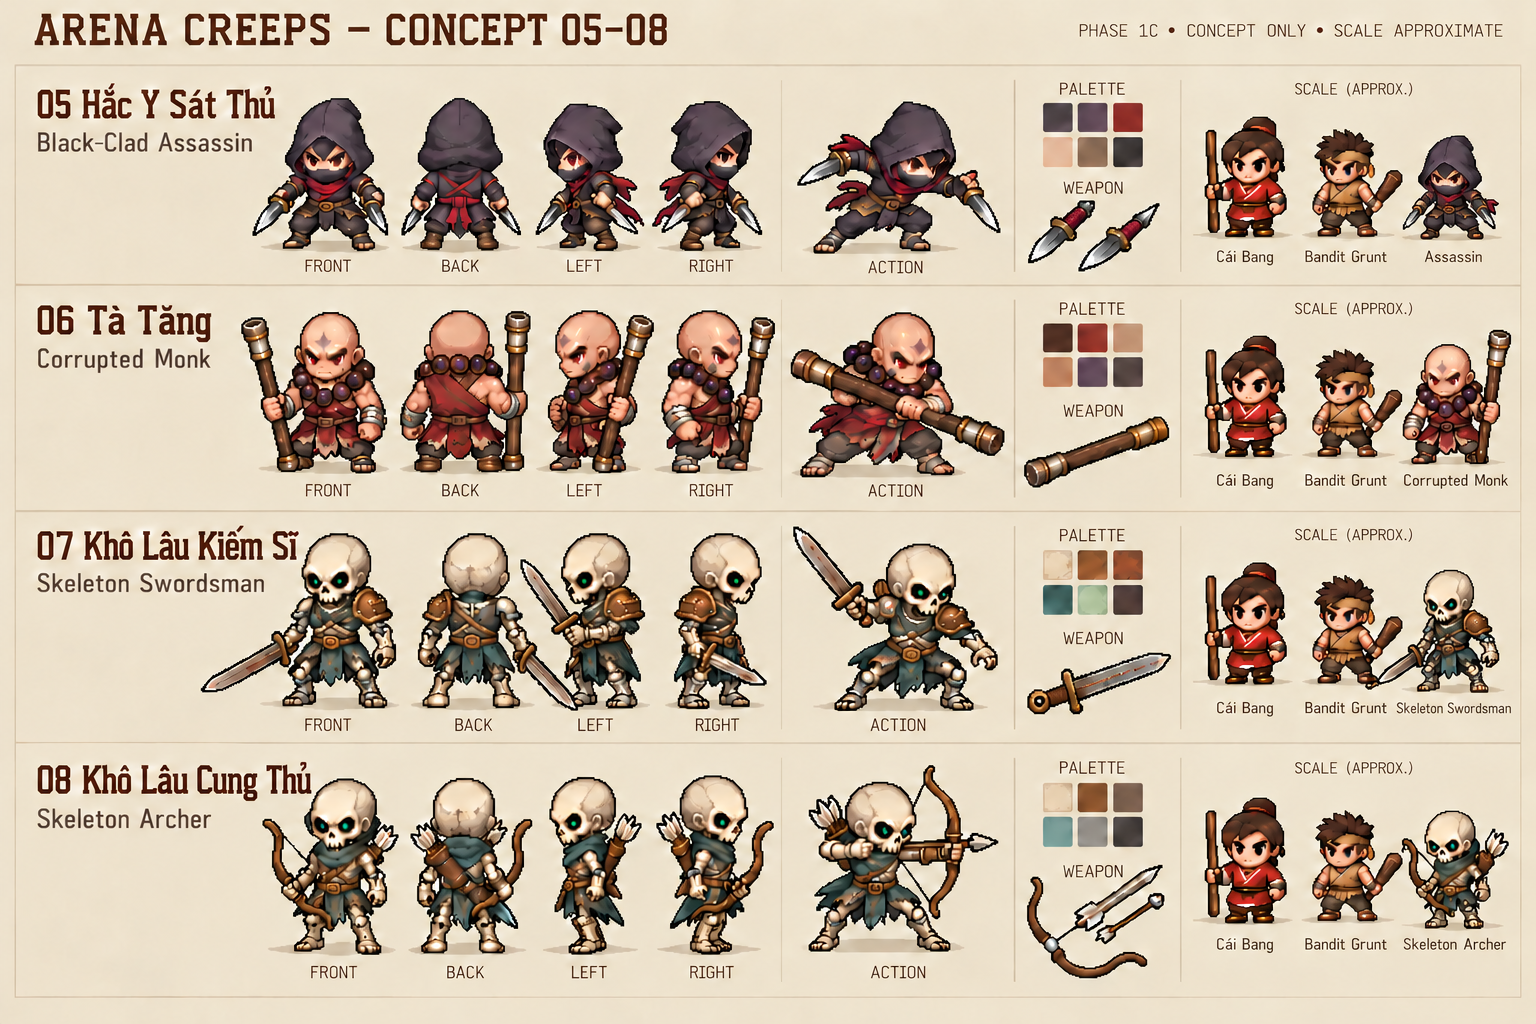 ARENA CREEPS – CONCEPT 05–08
PHASE 1C • CONCEPT ONLY • SCALE APPROXIMATE
05 Hắc Y Sát Thủ
Black-Clad Assassin
FRONT
BACK
LEFT
RIGHT
ACTION
PALETTE
WEAPON
SCALE (APPROX.)
Cái Bang
Bandit Grunt
Assassin
06 Tà Tăng
Corrupted Monk
FRONT
BACK
LEFT
RIGHT
ACTION
PALETTE
WEAPON
SCALE (APPROX.)
Cái Bang
Bandit Grunt
Corrupted Monk
07 Khô Lâu Kiếm Sĩ
Skeleton Swordsman
FRONT
BACK
LEFT
RIGHT
ACTION
PALETTE
WEAPON
SCALE (APPROX.)
Cái Bang
Bandit Grunt
Skeleton Swordsman
08 Khô Lâu Cung Thủ
Skeleton Archer
FRONT
BACK
LEFT
RIGHT
ACTION
PALETTE
WEAPON
SCALE (APPROX.)
Cái Bang
Bandit Grunt
Skeleton Archer